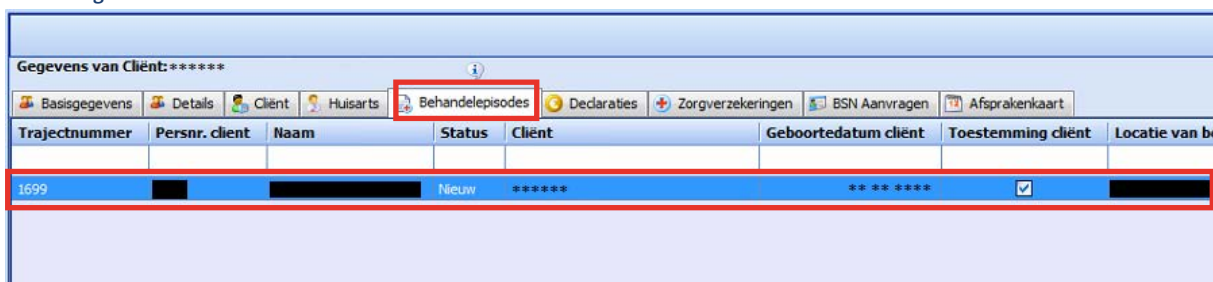 Gegevens van Cliënt:******
Basisgegevens Details Cliënt Huisarts Behandelepisodes Declaraties Zorgverzekeringen BSN Aanvragen Afsprakenkaart
Trajectnummer Persnr. client Naam Status Cliënt Geboortedatum cliënt Toestemming cliënt Locatie van b
1699 Nieuw ****** ** ** ****